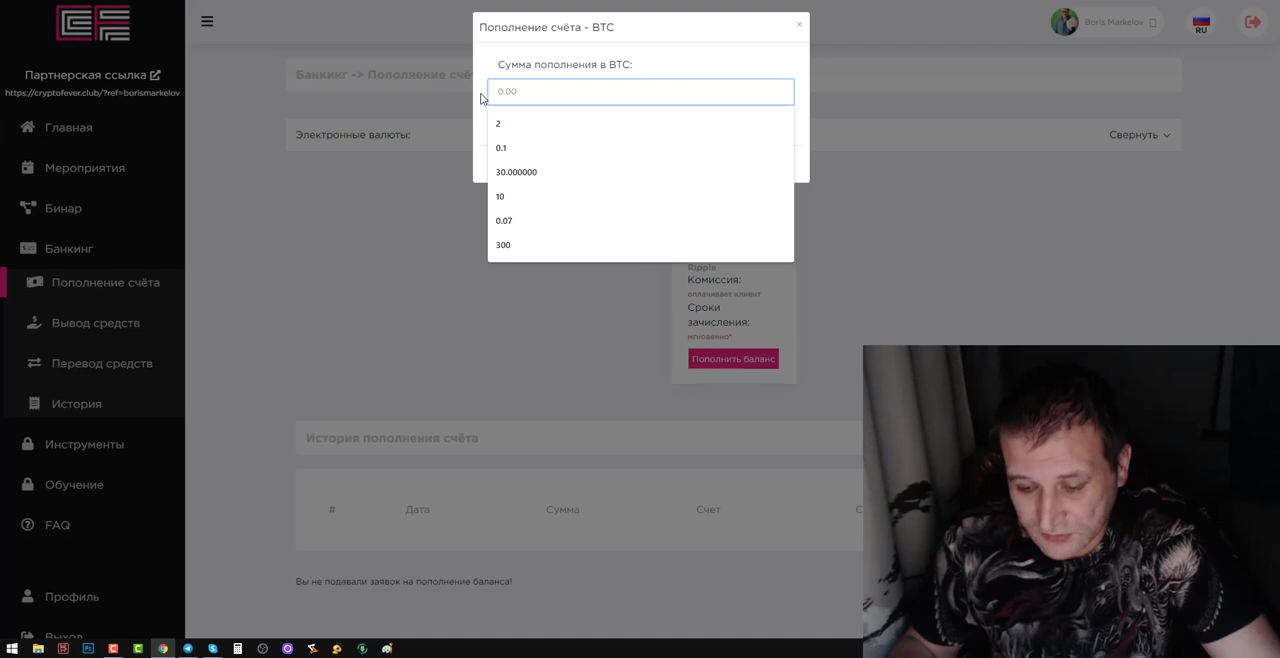 Партнерская ссылка
https://cryptofever.club/?ref=borismarkelov
Главная
Мероприятия
Бинар
Банкинг
Пополнение счёта
Вывод средств
Перевод средств
История
Инструменты
Обучение
FAQ
Профиль
Выход
Boris Markelov
RU
Банкинг -> Пополнение счё
Электронные валюты:
Свернуть
Пополнение счёта - BTC
×
Сумма пополнения в BTC:
0.00
2
0.1
30.000000
10
0.07
300
Ripple
Комиссия:
оплачивает клиент
Сроки
зачисления:
мгновенно*
Пополнить баланс
История пополнения счёта
# Дата Сумма Счет С
Вы не подавали заявок на пополнение баланса!